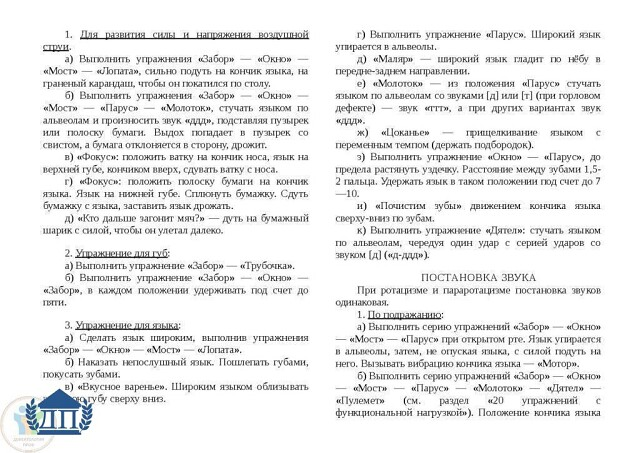 1. Для развития силы и напряжения воздушной
струи.
а) Выполнить упражнения «Забор» — «Окно» —
«Мост» — «Лопата», сильно подуть на кончик языка, на
граненый карандаш, чтобы он покатился по столу.
б) Выполнить упражнения «Забор» — «Окно» —
«Мост» — «Парус» — «Молоток», стучать языком по
альвеолам и произносить звук «ддд», подставляя пузырек
или полоску бумаги. Выдох попадает в пузырек со
свистом, а бумага отклоняется в сторону, дрожит.
в) «Фокус»: положить ватку на кончик носа, язык на
верхней губе, кончиком вверх, сдувать ватку с носа.
г) «Фокус»: положить полоску бумаги на кончик
языка. Язык на нижней губе. Сплюнуть бумажку. Сдуть
бумажку с языка, заставить язык дрожать.
д) «Кто дальше загонит мяч?» — дуть на бумажный
шарик с силой, чтобы он улетал далеко.
2. Упражнение для губ:
а) Выполнить упражнение «Забор» — «Трубочка».
б) Выполнить упражнение «Забор» — «Окно» —
«Забор», в каждом положении удерживать под счет до
пяти.
3. Упражнение для языка:
а) Сделать язык широким, выполнив упражнения
«Забор» — «Окно» — «Мост» — «Лопата».
б) Наказать непослушный язык. Пошлепать губами,
покусать зубами.
в) «Вкусное варенье». Широким языком облизывать
губу сверху вниз.
ДП
г) Выполнить упражнение «Парус». Широкий язык
упирается в альвеолы.
д) «Маляр» — широкий язык гладит по нёбу в
передне-заднем направлении.
е) «Молоток» — из положения «Парус» стучать
языком по альвеолам со звуками [д] или [т] (при горловом
дефекте) — звук «ттт», а при других вариантах звук
«ддд».
ж) «Цоканье» — прищелкивание языком с
переменным темпом (держать подбородок).
з) Выполнить упражнение «Окно» — «Парус», до
предела растянуть уздечку. Расстояние между зубами 1,5-
2 пальца. Удержать язык в таком положении под счет до 7
—10.
и) «Почистим зубы» движением кончика языка
сверху-вниз по зубам.
к) Выполнить упражнение «Дятел»: стучать языком
по альвеолам, чередуя один удар с серией ударов со
звуком [д] («д-ддд»).
ПОСТАНОВКА ЗВУКА
При ротацизме и параротацизме постановка звуков
одинаковая.
1. По подражанию:
а) Выполнить серию упражнений «Забор» — «Окно»
— «Мост» — «Парус» при открытом рте. Язык упирается
в альвеолы, затем, не опуская языка, с силой подуть на
него. Вызывать вибрацию кончика языка — «Мотор».
б) Выполнить серию упражнений «Забор» — «Окно»
— «Мост» — «Парус» — «Молоток» — «Дятел» —
«Пулемет» (см. раздел «20 упражнений с
функциональной нагрузкой»). Положение кончика языка